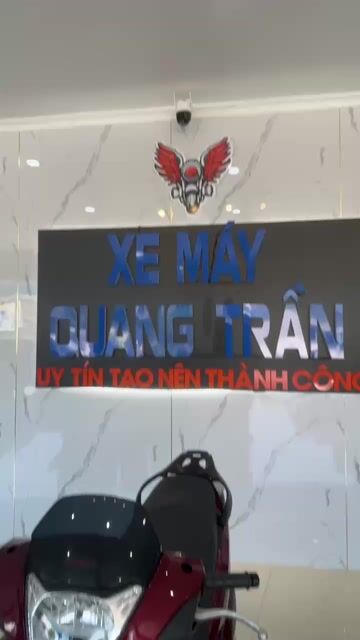 XE MÁY
QUANG TRẦN
UY TÍN TẠO NÊN THÀNH CÔNG